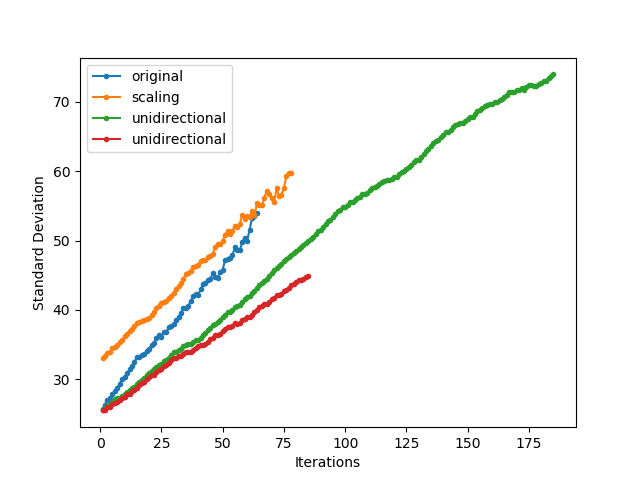 original
scaling
unidirectional
unidirectional
70
60
50
40
30
Standard Deviation
0 25 50 75 100 125 150 175
Iterations